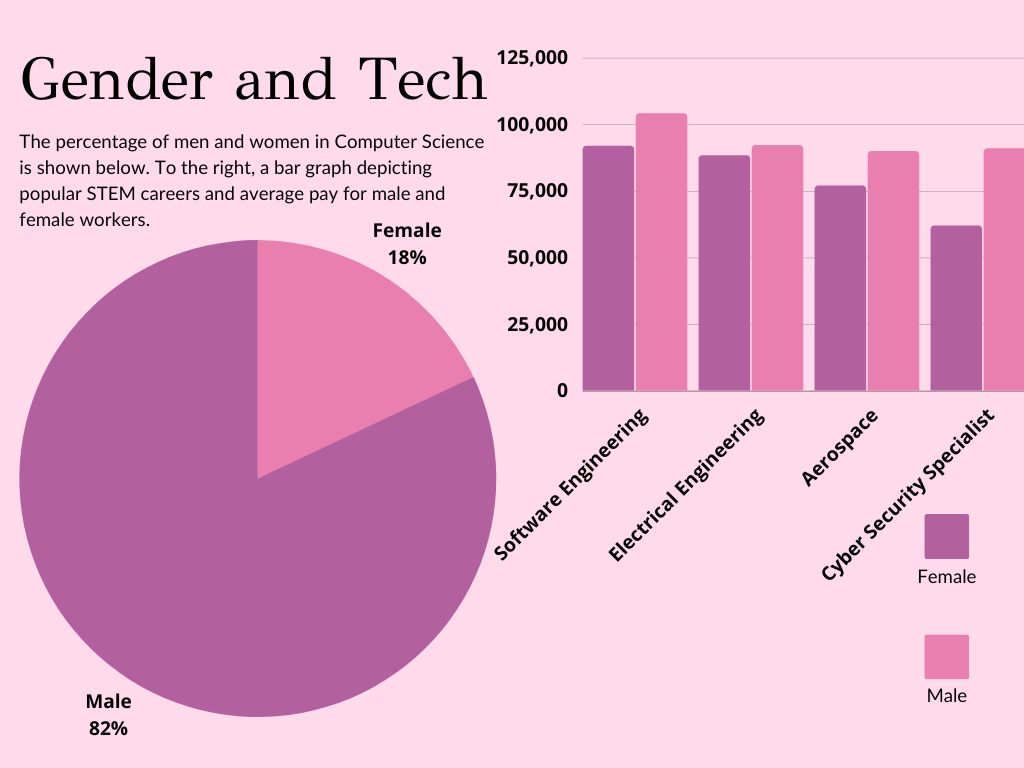 Gender and Tech
The percentage of men and women in Computer Science
is shown below. To the right, a bar graph depicting
popular STEM careers and average pay for male and
female workers.
Female
18%
Male
82%
125,000
100,000
75,000
50,000
25,000
0
Software Engineering
Electrical Engineering
Aerospace
Cyber Security Specialist
Female
Male